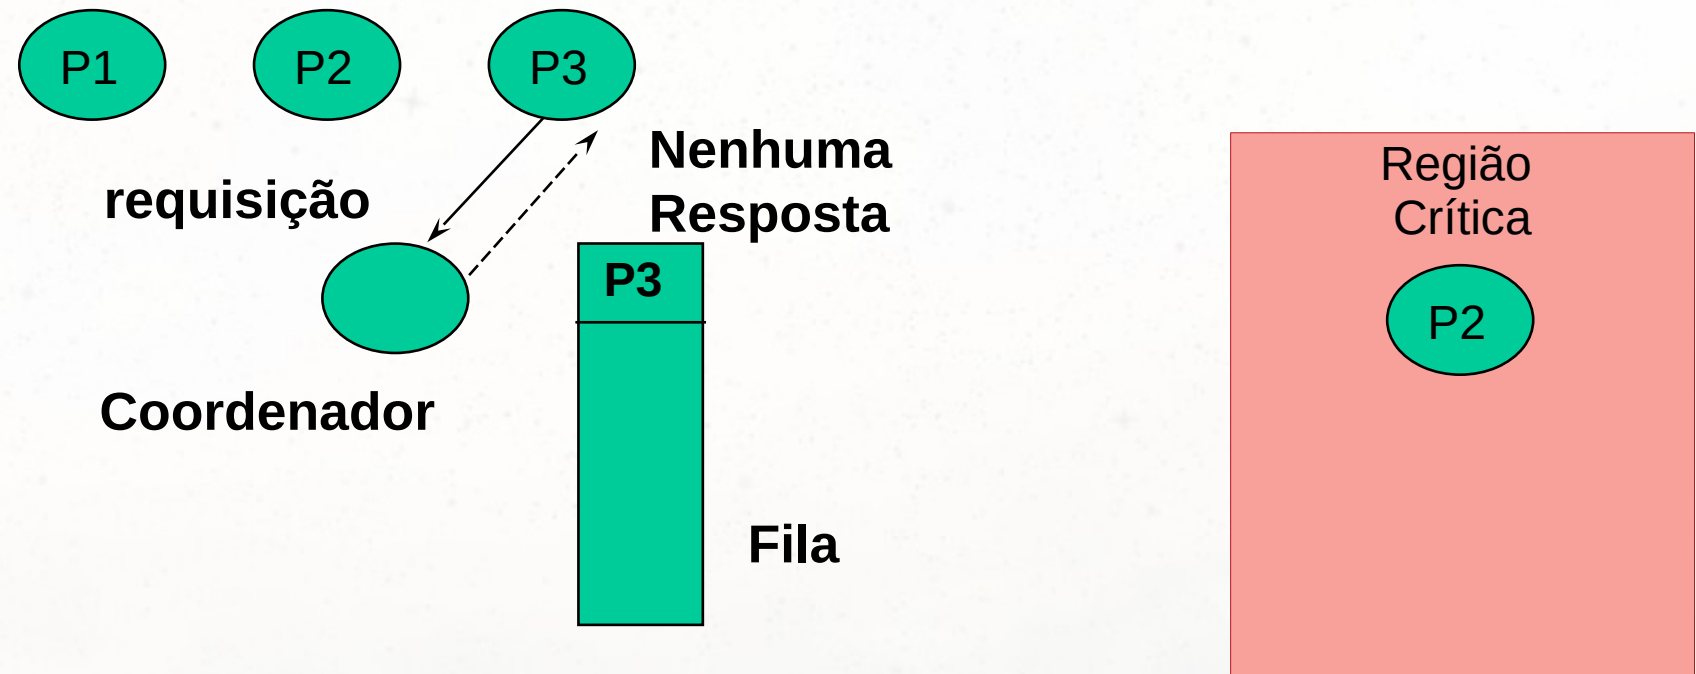 P1
P2
P3
requisição
Nenhuma
Resposta
P3
Coordenador
Fila
Região
Crítica
P2